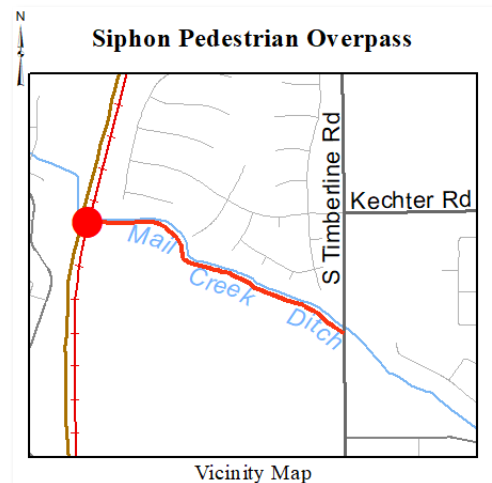 N
Siphon Pedestrian Overpass
S Timberline Rd
Kechter Rd
Mail Creek Ditch
Vicinity Map